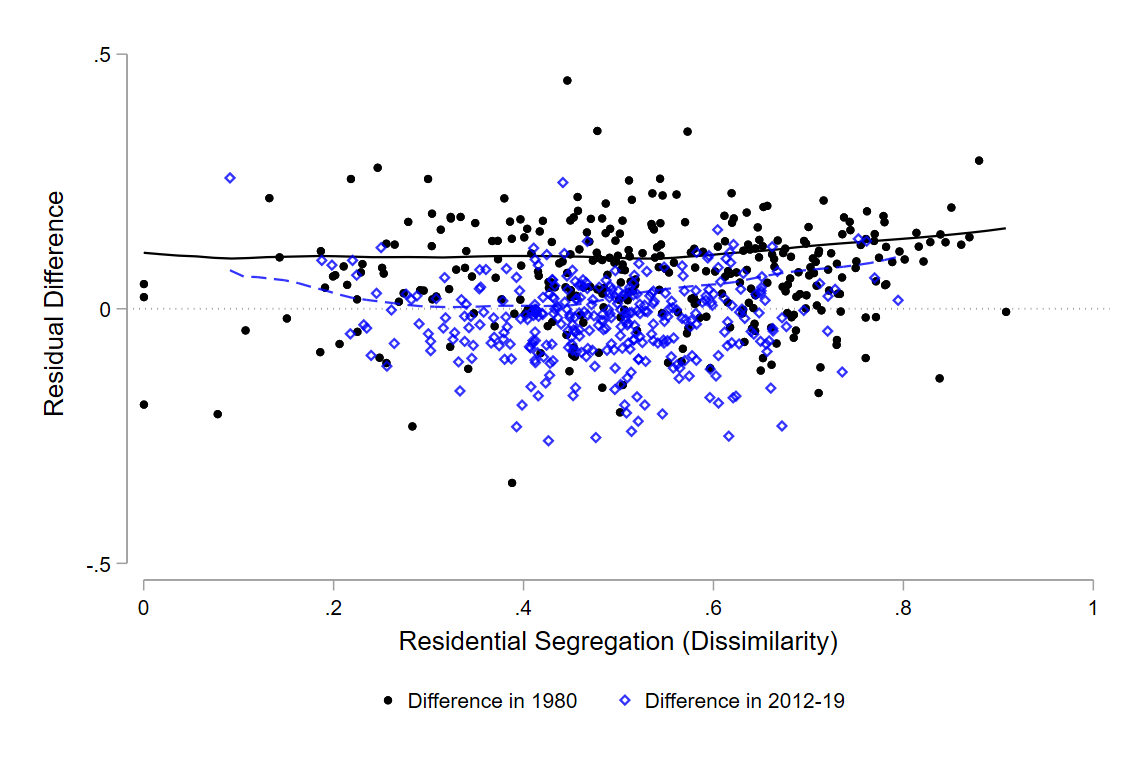 .5
0
-.5
Residual Difference
0
.2
.4
.6
.8
1
Residential Segregation (Dissimilarity)
Difference in 1980
Difference in 2012-19